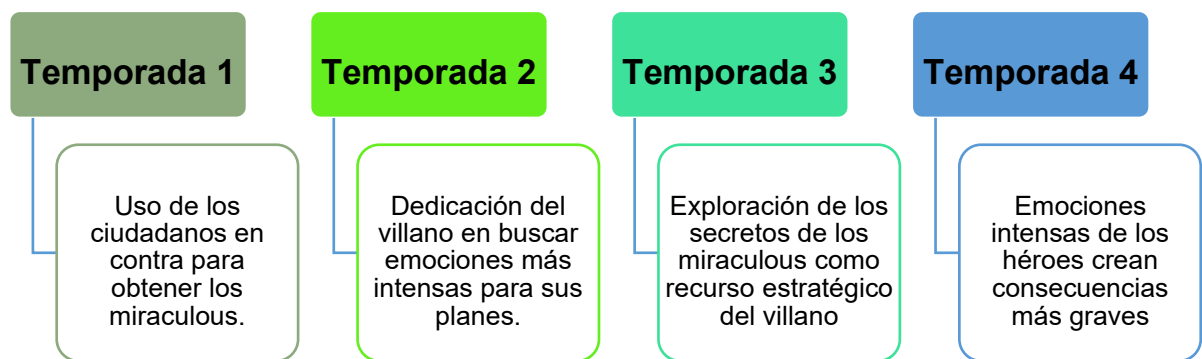 Temporada 1
Uso de los
ciudadanos en
contra para
obtener los
miraculous.
Temporada 2
Dedicación del
villano en buscar
emociones más
intensas para sus
planes.
Temporada 3
Exploración de los
secretos de los
miraculous como
recurso estratégico
del villano
Temporada 4
Emociones
intensas de los
héroes crean
consecuencias
más graves